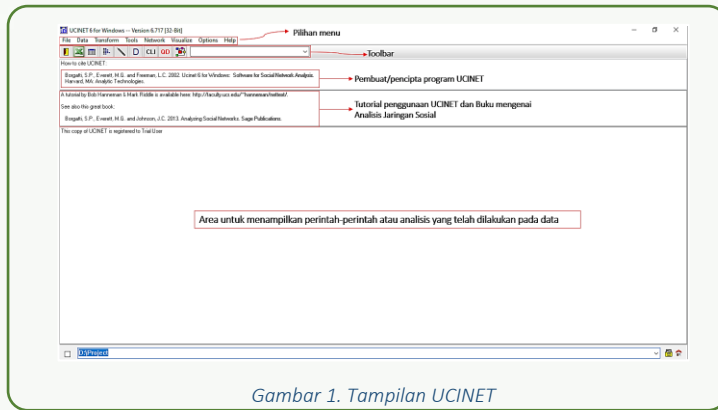 UCINET 6 for Windows -- Version 6.717 (32-Bit)
Pilihan menu
File Data Transform Tools Network Visualize Options Help
D CLI
Toolbar
How to cite UCINET:
Borgatti, S.P., Everett, M.G. and Freeman, L.C. 2002. Ucinet 6 for Windows: Software for Social Network Analysis.
Harvard, MA: Analytic Technologies.
Pembuat/pencipta program UCINET
A tutorial by Bob Hanneman & Mark Riddle is available here: http://faculty.ucr.edu/~hanneman/nettext/.
See also this great book:
Borgatti, S.P., Everett, M.G. and Johnson, J.C. 2013. Analyzing Social Networks. Sage Publications.
Tutorial penggunaan UCINET dan Buku mengenai
Analisis Jaringan Sosial
This copy of UCINET is registered to Trial User
Area untuk menampilkan perintah-perintah atau analisis yang telah dilakukan pada data
D:\Project
Gambar 1. Tampilan UCINET